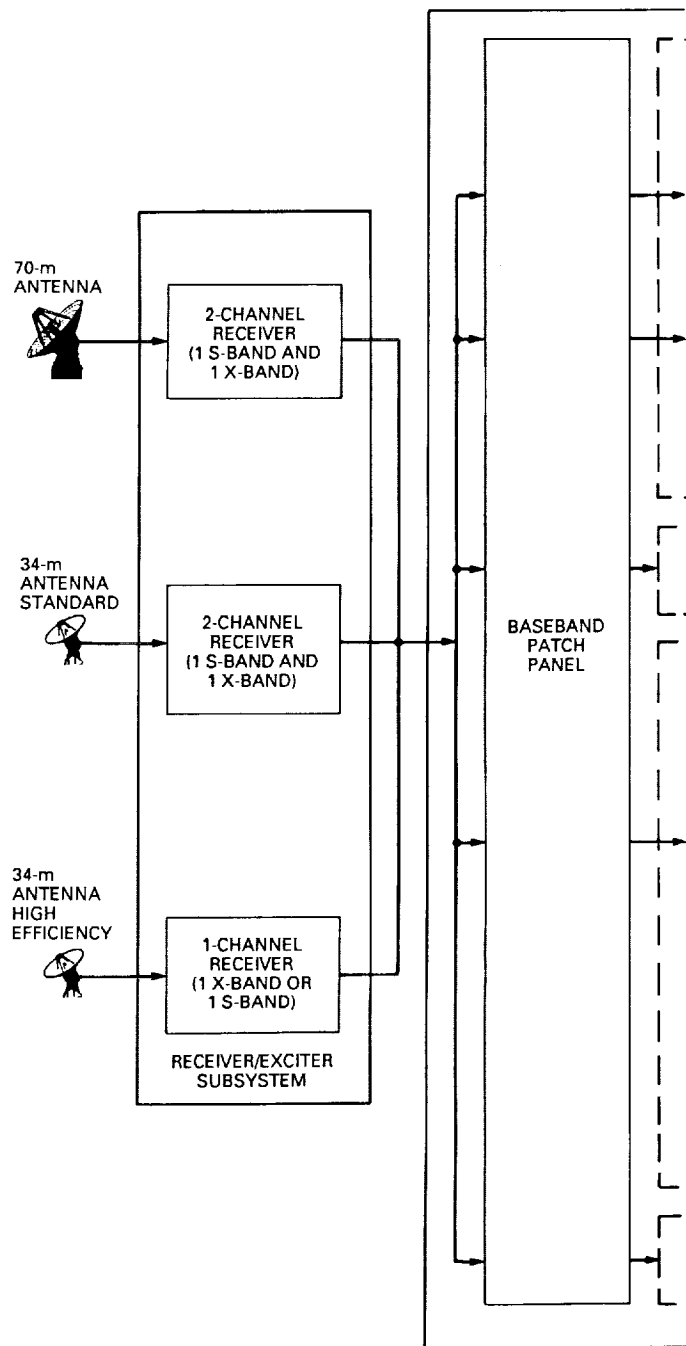 70-m
ANTENNA
2-CHANNEL
RECEIVER
(1 S-BAND AND
1 X-BAND)
34-m
ANTENNA
STANDARD
2-CHANNEL
RECEIVER
(1 S-BAND AND
1 X-BAND)
BASEBAND
PATCH
PANEL
34-m
ANTENNA
HIGH
EFFICIENCY
1-CHANNEL
RECEIVER
(1 X-BAND OR
1 S-BAND)
RECEIVER/EXCITER
SUBSYSTEM